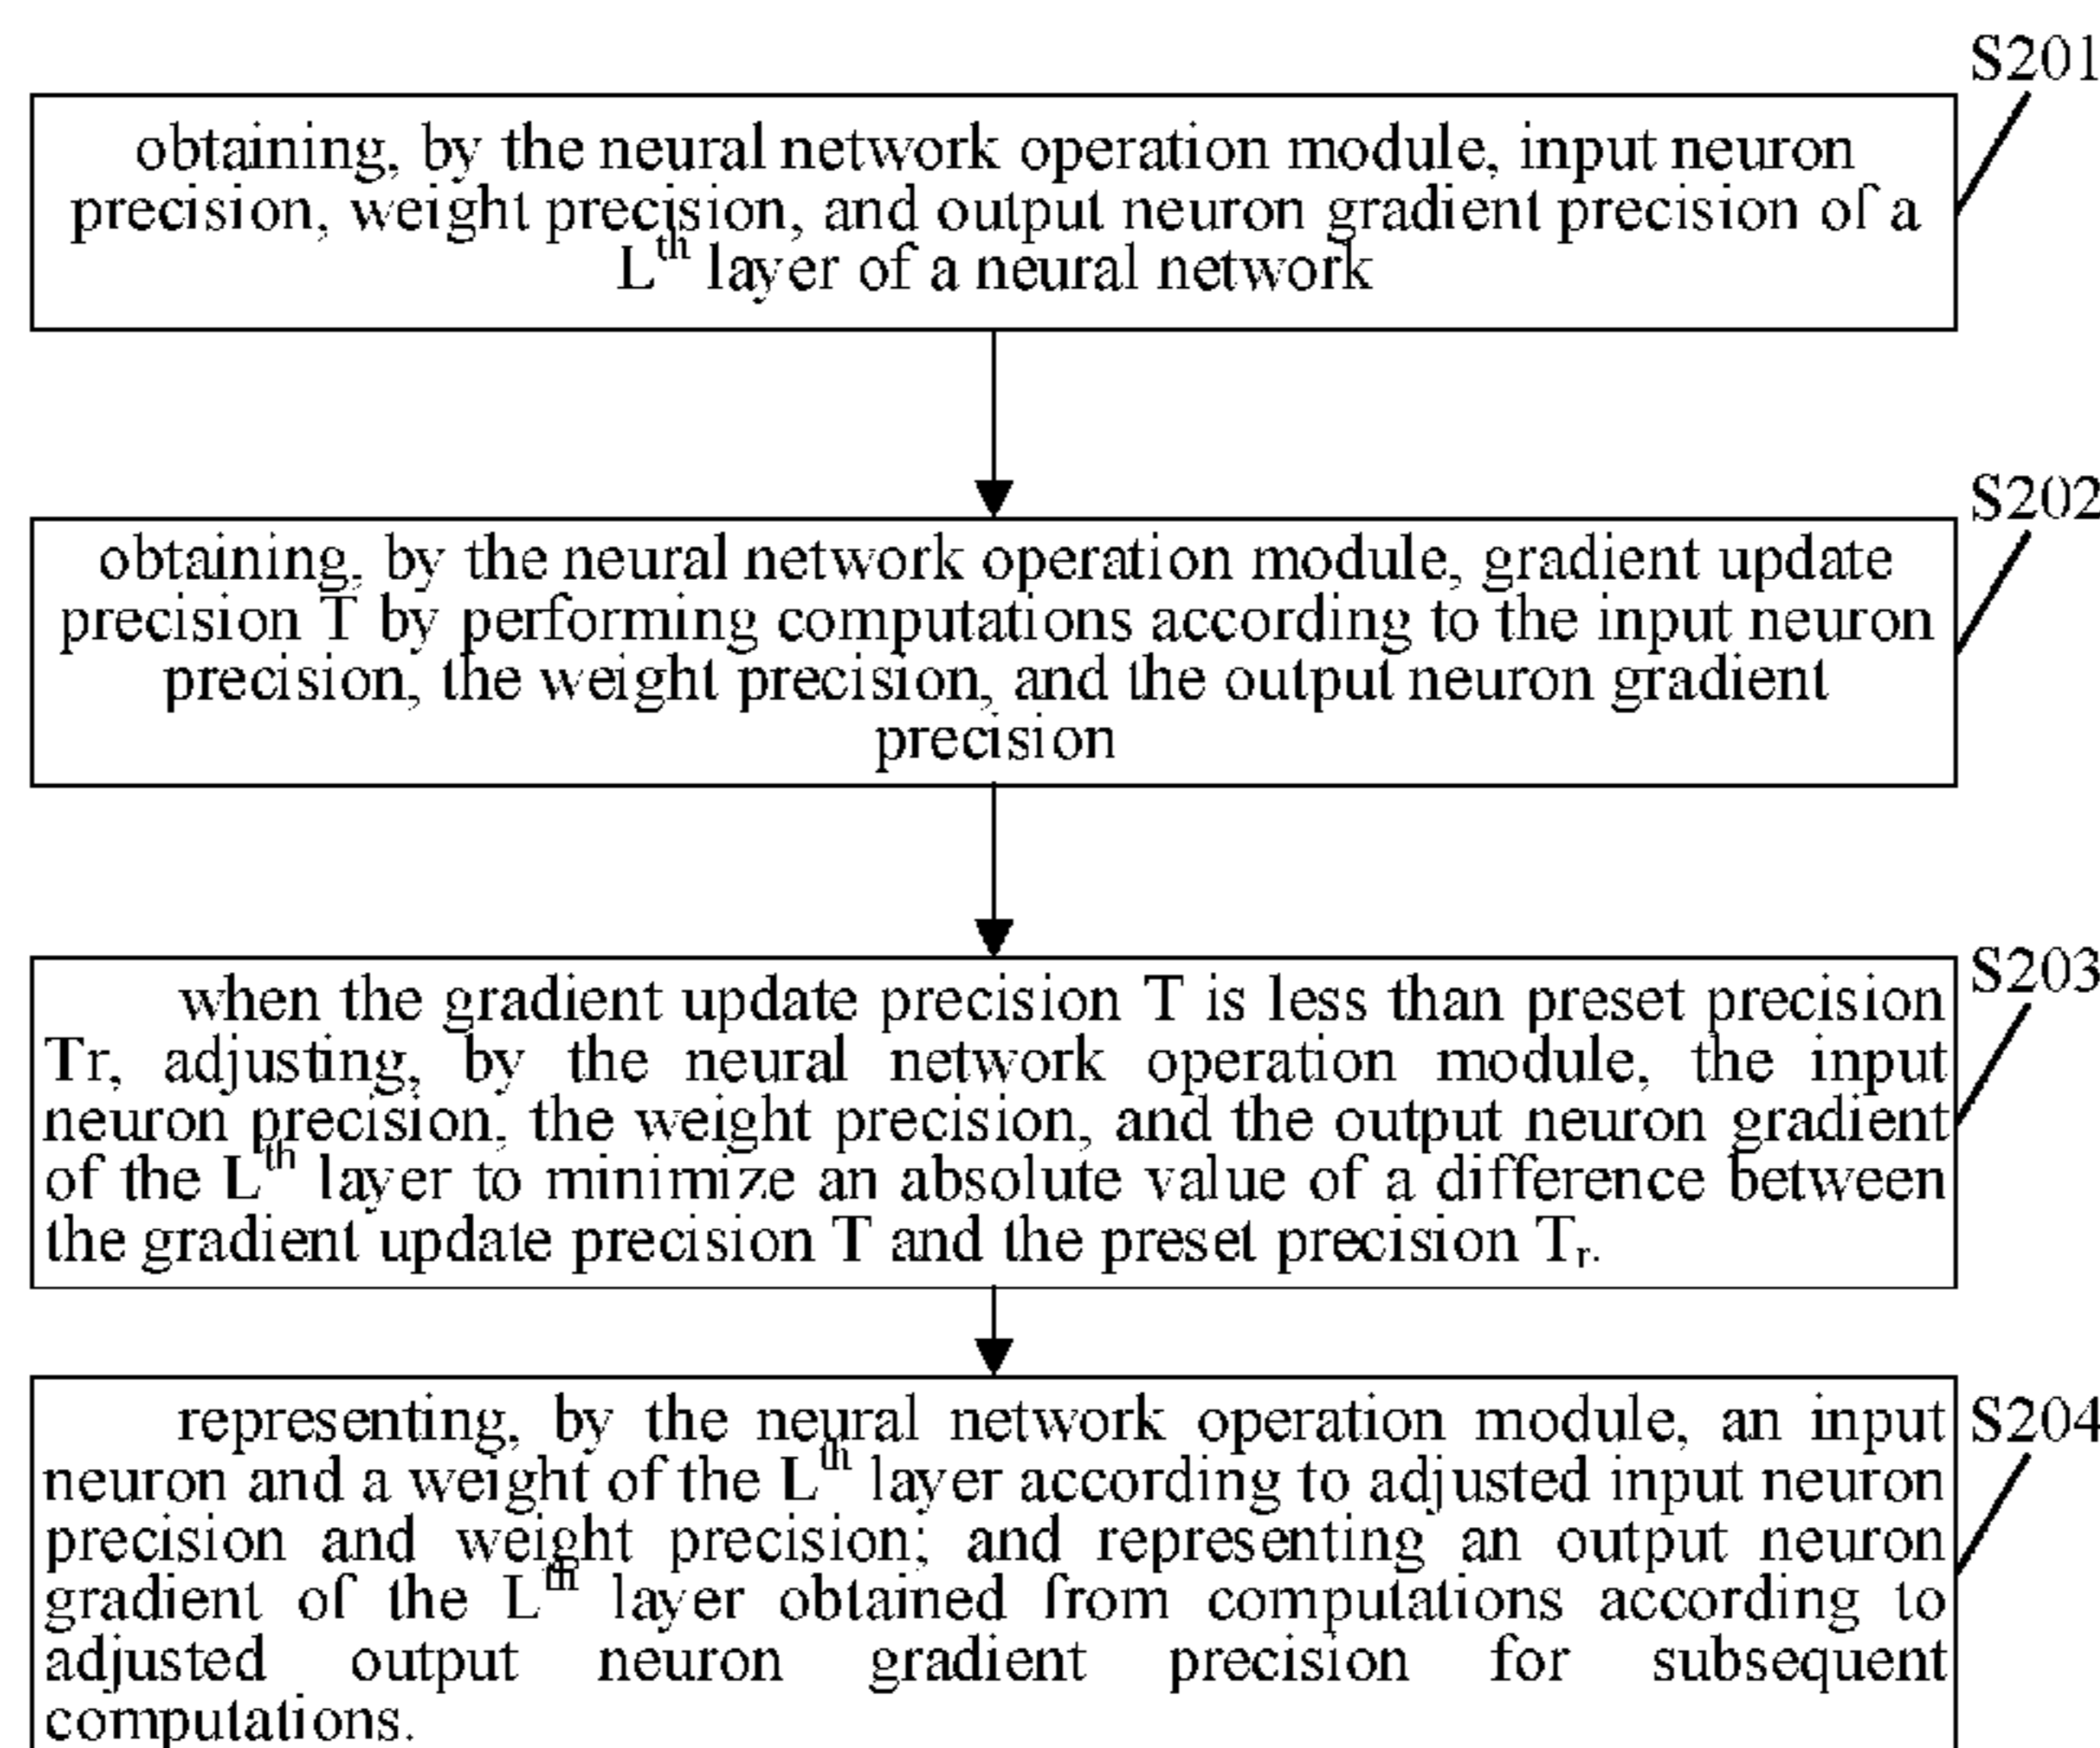 S201
obtaining, by the neural network operation module, input neuron
precision, weight precision, and output neuron gradient precision of a
Lth layer of a neural network
S202
obtaining, by the neural network operation module, gradient update
precision T by performing computations according to the input neuron
precision, the weight precision, and the output neuron gradient
precision
S203
when the gradient update precision T is less than preset precision
Tr, adjusting, by the neural network operation module, the input
neuron precision, the weight precision, and the output neuron gradient
of the Lth layer to minimize an absolute value of a difference between
the gradient update precision T and the preset precision Tr.
S204
representing, by the neural network operation module, an input
neuron and a weight of the Lth layer according to adjusted input neuron
precision and weight precision; and representing an output neuron
gradient of the Lth layer obtained from computations according to
adjusted output neuron gradient precision for subsequent
computations.